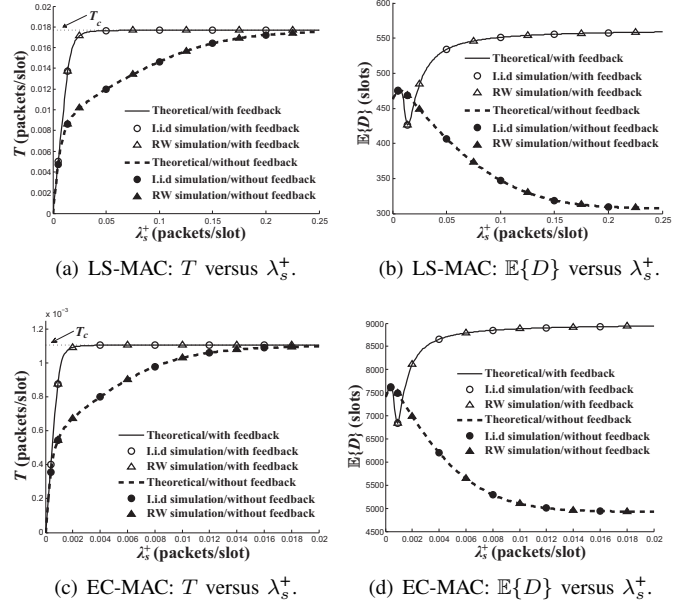 0.02
0.018
0.016
0.014
0.012
0.01
0.008
0.006
0.004
0.002
0
T (packets/slot)
T_c
Theoretical/with feedback
I.i.d simulation/with feedback
RW simulation/with feedback
Theoretical/without feedback
I.i.d simulation/without feedback
RW simulation/without feedback
0 0.05 0.1 0.15 0.2 0.25
λ_s^+ (packets/slot)
(a) LS-MAC: T versus λ_s^+.
600
550
500
450
400
350
300
𝔼{D} (slots)
Theoretical/with feedback
I.i.d simulation/with feedback
RW simulation/with feedback
Theoretical/without feedback
I.i.d simulation/without feedback
RW simulation/without feedback
0 0.05 0.1 0.15 0.2 0.25
λ_s^+ (packets/slot)
(b) LS-MAC: 𝔼{D} versus λ_s^+.
x 10^-3
1.2
1
0.8
0.6
0.4
0.2
0
T (packets/slot)
T_c
Theoretical/with feedback
I.i.d simulation/with feedback
RW simulation/with feedback
Theoretical/without feedback
I.i.d simulation/without feedback
RW simulation/without feedback
0 0.002 0.004 0.006 0.008 0.01 0.012 0.014 0.016 0.018 0.02
λ_s^+ (packets/slot)
(c) EC-MAC: T versus λ_s^+.
9000
8500
8000
7500
7000
6500
6000
5500
5000
4500
𝔼{D} (slots)
Theoretical/with feedback
I.i.d simulation/with feedback
RW simulation/with feedback
Theoretical/without feedback
I.i.d simulation/without feedback
RW simulation/without feedback
0 0.002 0.004 0.006 0.008 0.01 0.012 0.014 0.016 0.018 0.02
λ_s^+ (packets/slot)
(d) EC-MAC: 𝔼{D} versus λ_s^+.